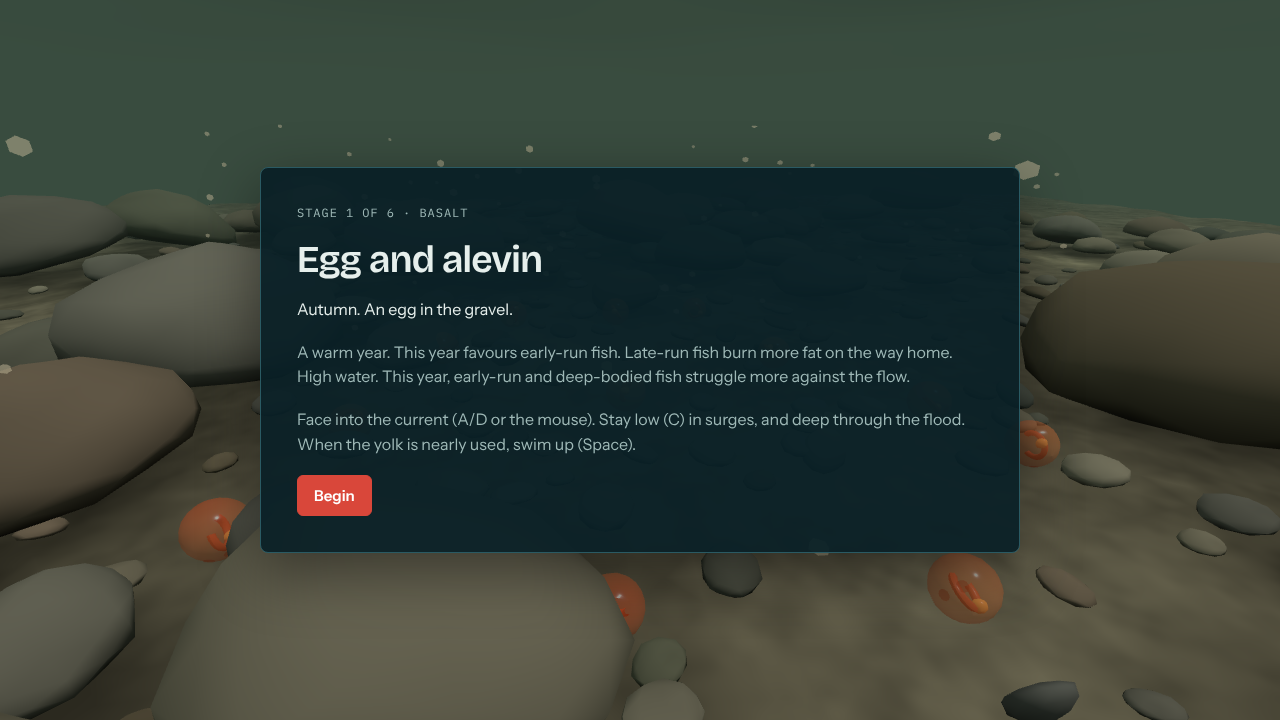 STAGE 1 OF 6 · BASALT
Egg and alevin
Autumn. An egg in the gravel.
A warm year. This year favours early-run fish. Late-run fish burn more fat on the way home.
High water. This year, early-run and deep-bodied fish struggle more against the flow.
Face into the current (A/D or the mouse). Stay low (C) in surges, and deep through the flood.
When the yolk is nearly used, swim up (Space).
Begin